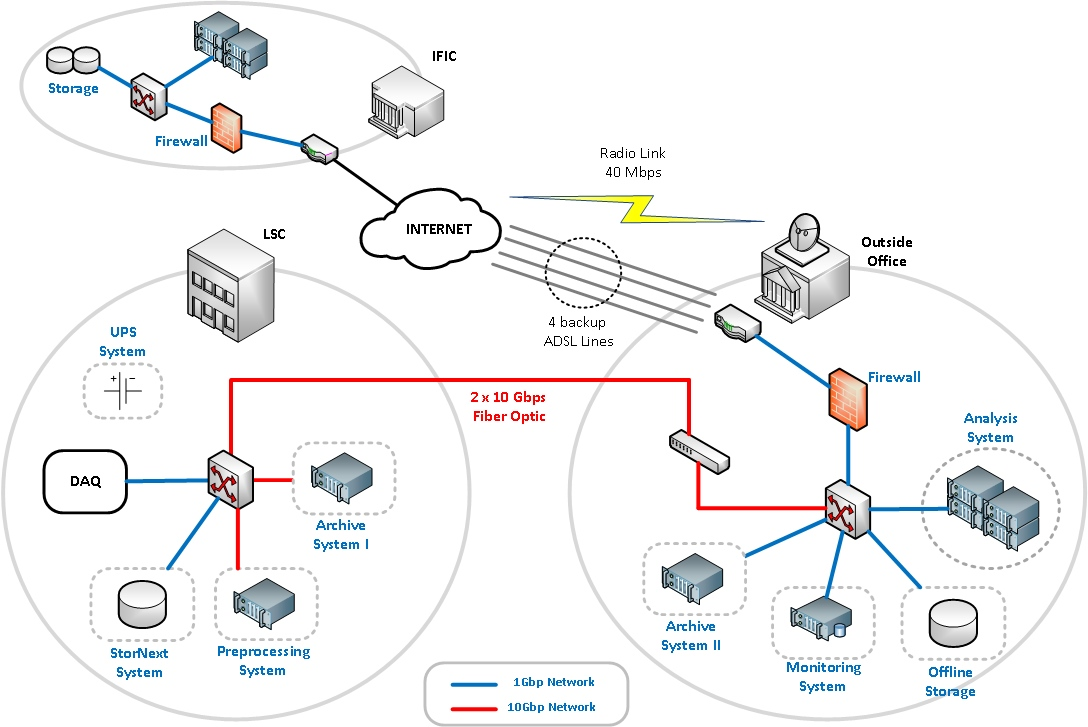 IFIC
Storage
Firewall
Radio Link
40 Mbps
INTERNET
LSC
Outside
Office
UPS
System
+ -
4 backup
ADSL Lines
Firewall
2 x 10 Gbps
Fiber Optic
Analysis
System
DAQ
Archive
System I
StorNext
System
Preprocessing
System
Archive
System II
Monitoring
System
Offline
Storage
1Gbp Network
10Gbp Network